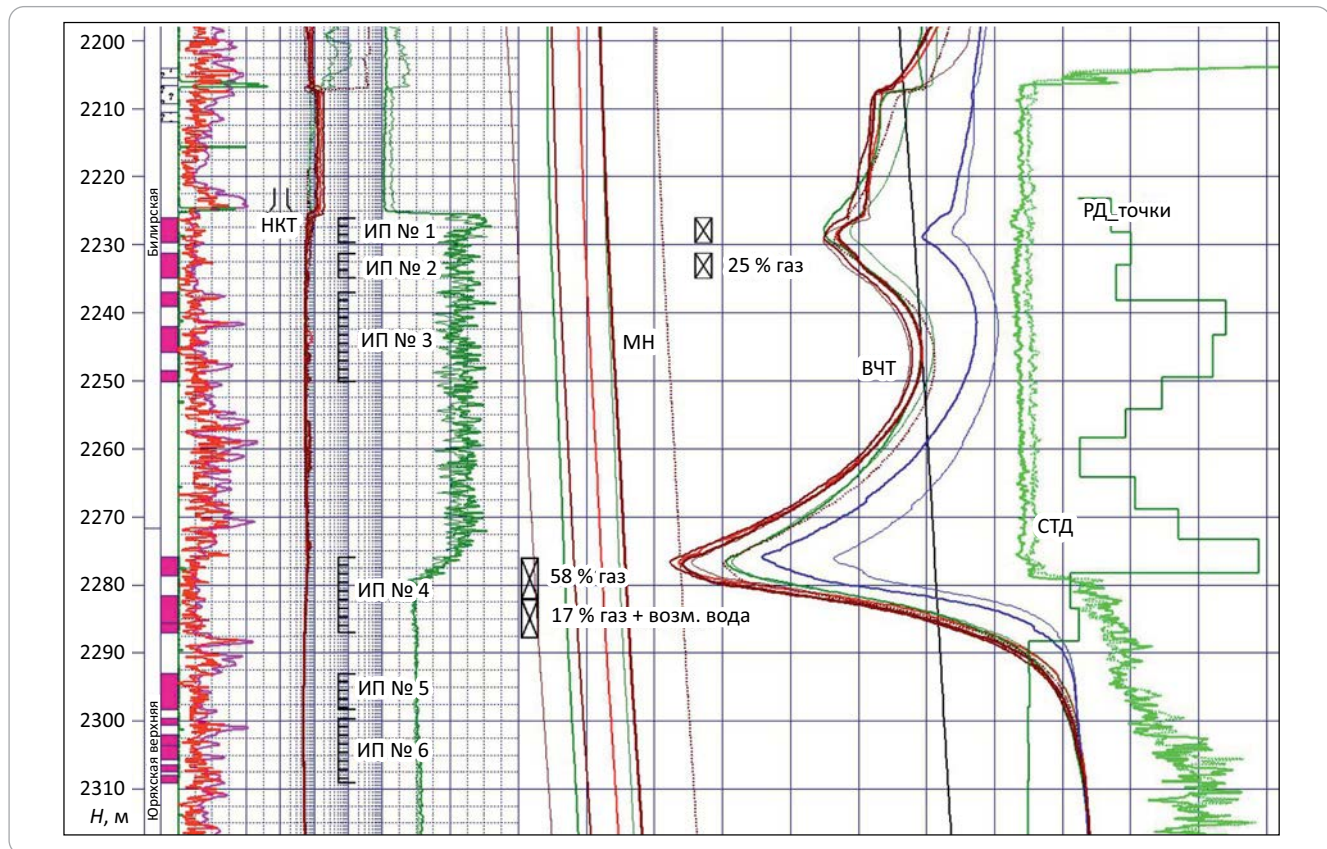 2200
2210
2220
2230
2240
2250
2260
2270
2280
2290
2300
2310
H, м
Билирская
Юряхская верхняя
НКТ
ИП № 1
ИП № 2
ИП № 3
ИП № 4
ИП № 5
ИП № 6
25 % газ
58 % газ
17 % газ + возм. вода
МН
ВЧТ
РД_точки
СТД